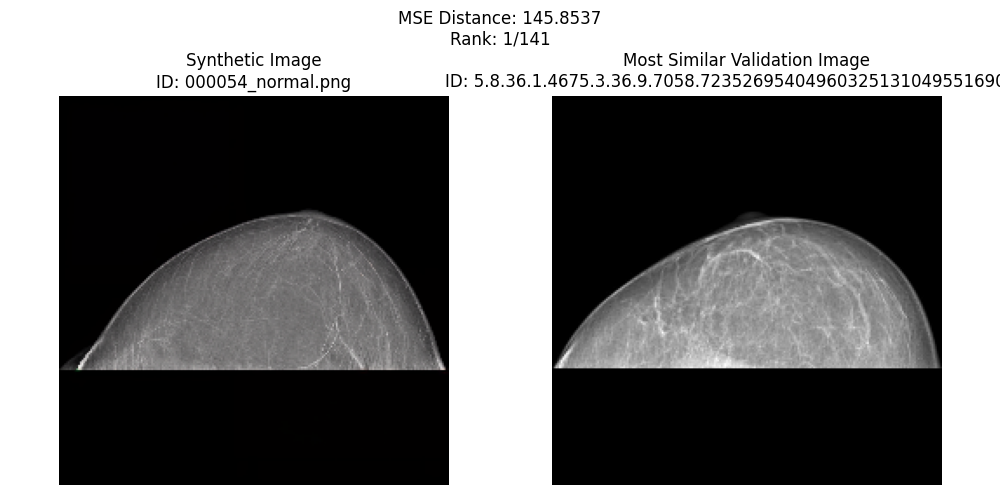 MSE Distance: 145.8537
Rank: 1/141
Synthetic Image
ID: 000054_normal.png
Most Similar Validation Image
ID: 5.8.36.1.4675.3.36.9.7058.7235269540496032513104955169